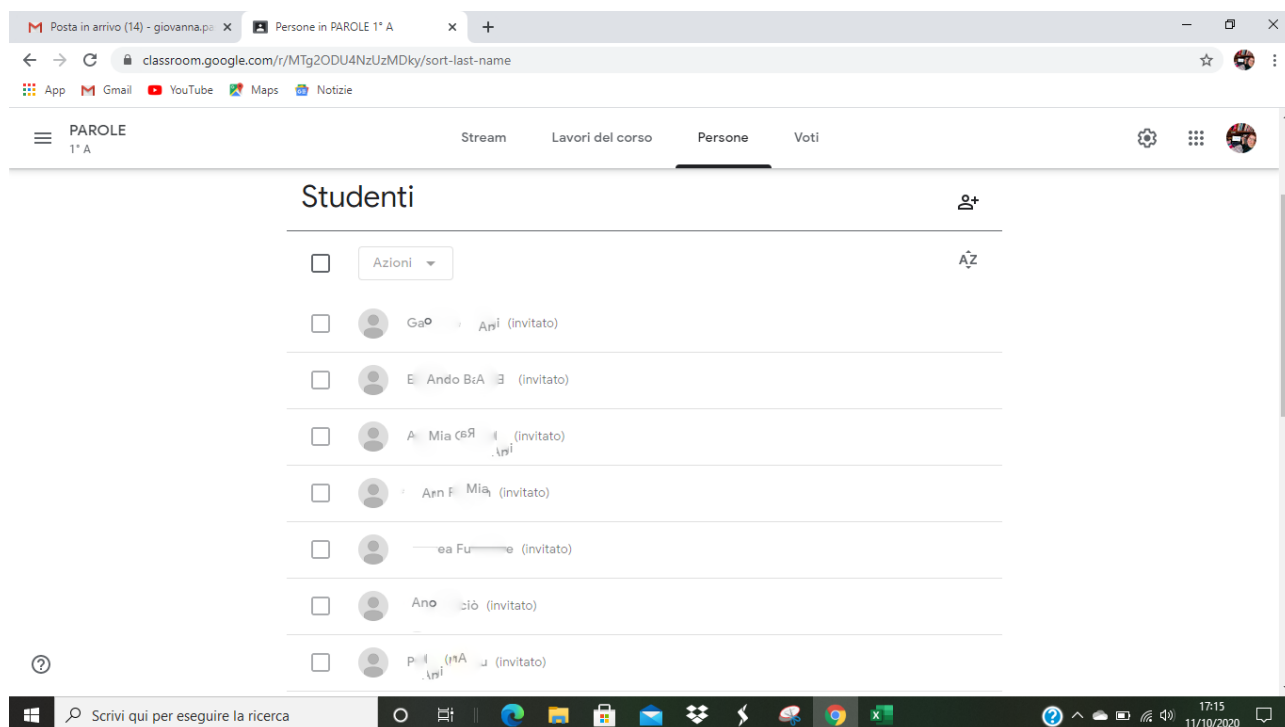 Posta in arrivo (14) - giovanna.pa
Persone in PAROLE 1° A
classroom.google.com/r/MTg2ODU4NzUzMDky/sort-last-name
App Gmail YouTube Maps Notizie
PAROLE
1° A
Stream Lavori del corso Persone Voti
Studenti
Azioni
AZ
(invitato)
(invitato)
(invitato)
(invitato)
(invitato)
(invitato)
(invitato)
Scrivi qui per eseguire la ricerca
17:15
11/10/2020